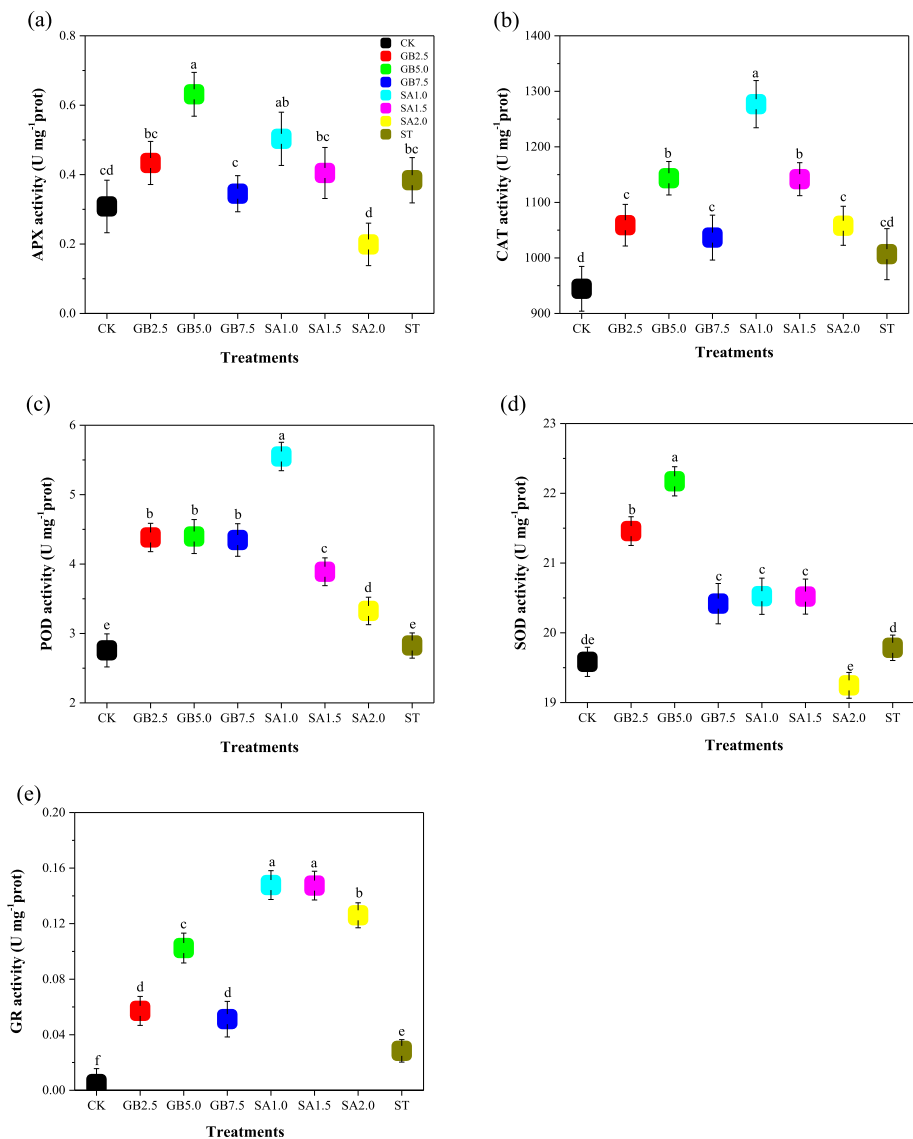 (a)
0.8
0.6
0.4
0.2
0.0
APX activity (U mg⁻¹prot)
cd
bc
a
c
ab
bc
d
bc
CK
GB2.5
GB5.0
GB7.5
SA1.0
SA1.5
SA2.0
ST
CK GB2.5 GB5.0 GB7.5 SA1.0 SA1.5 SA2.0 ST
Treatments
(b)
1400
1300
1200
1100
1000
900
CAT activity (U mg⁻¹prot)
d
c
b
c
a
b
c
cd
CK GB2.5 GB5.0 GB7.5 SA1.0 SA1.5 SA2.0 ST
Treatments
(c)
6
5
4
3
2
POD activity (U mg⁻¹prot)
e
b
b
b
a
c
d
e
CK GB2.5 GB5.0 GB7.5 SA1.0 SA1.5 SA2.0 ST
Treatments
(d)
23
22
21
20
19
SOD activity (U mg⁻¹prot)
de
b
a
c
c
c
e
d
CK GB2.5 GB5.0 GB7.5 SA1.0 SA1.5 SA2.0 ST
Treatments
(e)
0.20
0.16
0.12
0.08
0.04
0.00
GR activity (U mg⁻¹prot)
f
d
c
d
a
a
b
e
CK GB2.5 GB5.0 GB7.5 SA1.0 SA1.5 SA2.0 ST
Treatments